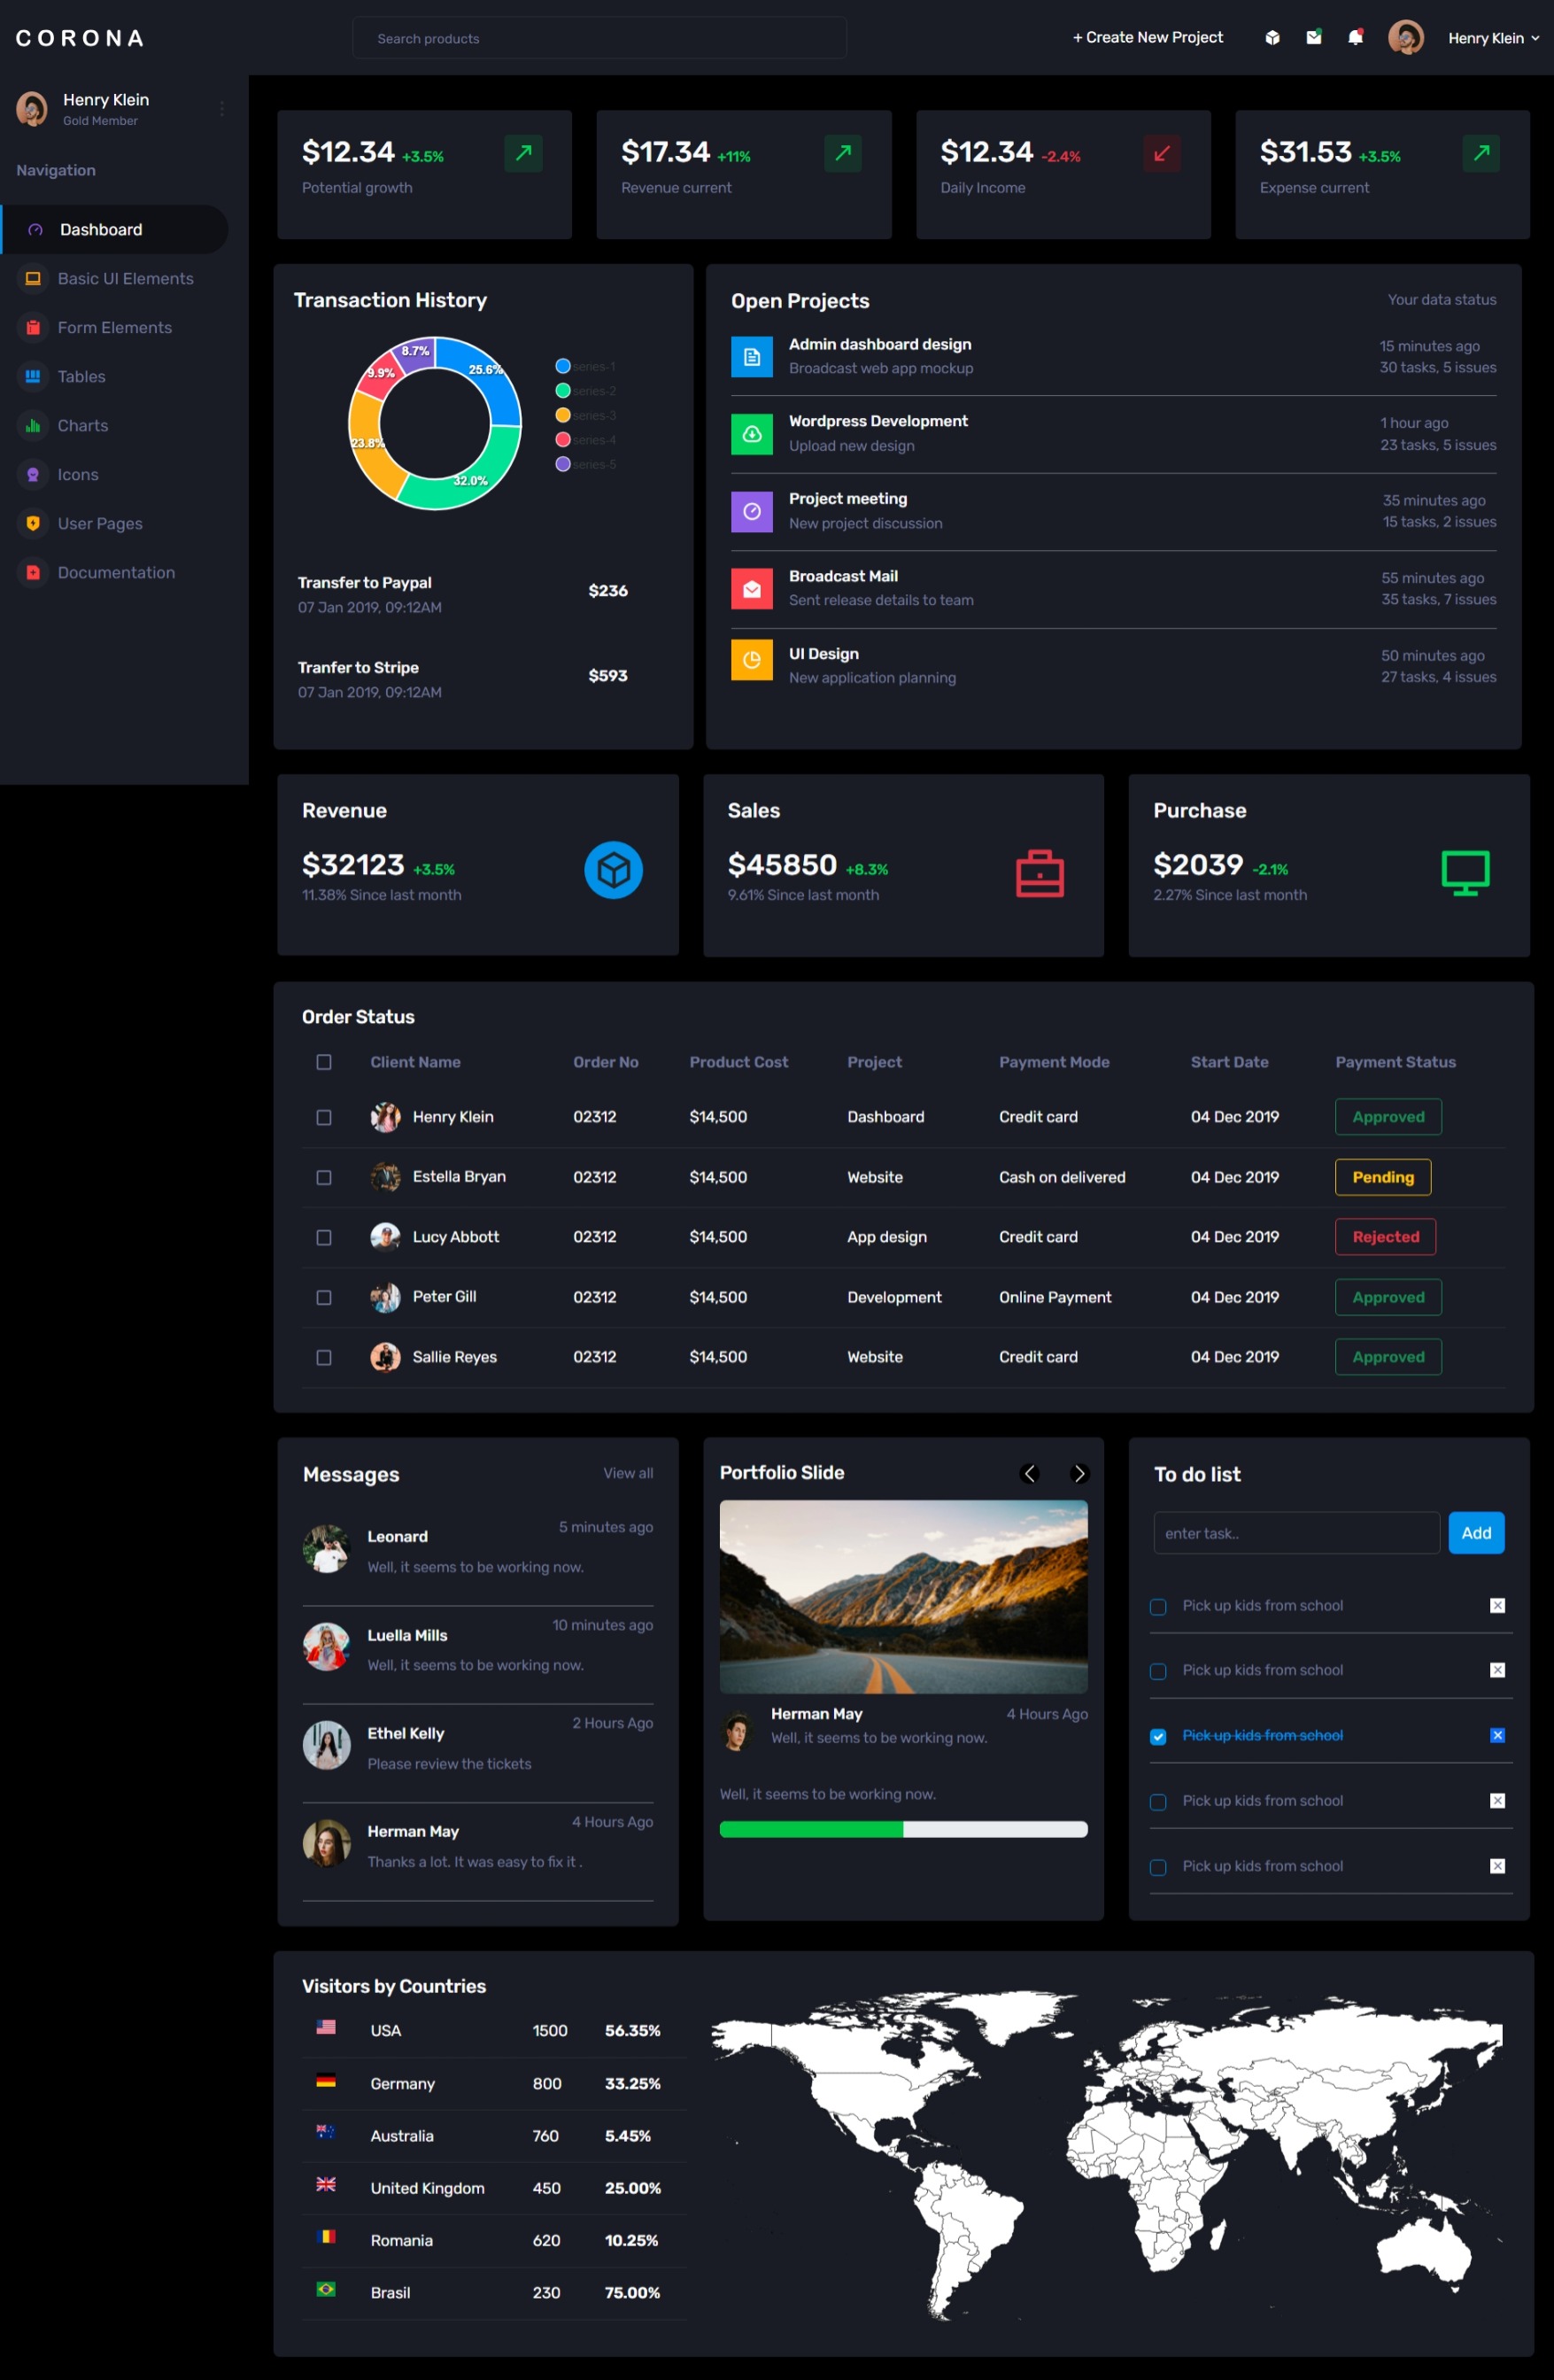 CORONA
Search products
+ Create New Project
Henry Klein
Henry Klein
Gold Member
Navigation
Dashboard
Basic UI Elements
Form Elements
Tables
Charts
Icons
User Pages
Documentation
$12.34 +3.5%
Potential growth
$17.34 +11%
Revenue current
$12.34 -2.4%
Daily Income
$31.53 +3.5%
Expense current
Transaction History
8.7%
25.6%
9.9%
23.8%
32.0%
series-1
series-2
series-3
series-4
series-5
Transfer to Paypal
07 Jan 2019, 09:12AM
$236
Tranfer to Stripe
07 Jan 2019, 09:12AM
$593
Open Projects
Your data status
Admin dashboard design
Broadcast web app mockup
15 minutes ago
30 tasks, 5 issues
Wordpress Development
Upload new design
1 hour ago
23 tasks, 5 issues
Project meeting
New project discussion
35 minutes ago
15 tasks, 2 issues
Broadcast Mail
Sent release details to team
55 minutes ago
35 tasks, 7 issues
UI Design
New application planning
50 minutes ago
27 tasks, 4 issues
Revenue
$32123 +3.5%
11.38% Since last month
Sales
$45850 +8.3%
9.61% Since last month
Purchase
$2039 -2.1%
2.27% Since last month
Order Status
Client Name Order No Product Cost Project Payment Mode Start Date Payment Status
Henry Klein 02312 $14,500 Dashboard Credit card 04 Dec 2019 Approved
Estella Bryan 02312 $14,500 Website Cash on delivered 04 Dec 2019 Pending
Lucy Abbott 02312 $14,500 App design Credit card 04 Dec 2019 Rejected
Peter Gill 02312 $14,500 Development Online Payment 04 Dec 2019 Approved
Sallie Reyes 02312 $14,500 Website Credit card 04 Dec 2019 Approved
Messages
View all
Leonard
5 minutes ago
Well, it seems to be working now.
Luella Mills
10 minutes ago
Well, it seems to be working now.
Ethel Kelly
2 Hours Ago
Please review the tickets
Herman May
4 Hours Ago
Thanks a lot. It was easy to fix it .
Portfolio Slide
Herman May
4 Hours Ago
Well, it seems to be working now.
Well, it seems to be working now.
To do list
enter task..
Add
Pick up kids from school
Pick up kids from school
Pick up kids from school
Pick up kids from school
Pick up kids from school
Visitors by Countries
USA 1500 56.35%
Germany 800 33.25%
Australia 760 5.45%
United Kingdom 450 25.00%
Romania 620 10.25%
Brasil 230 75.00%